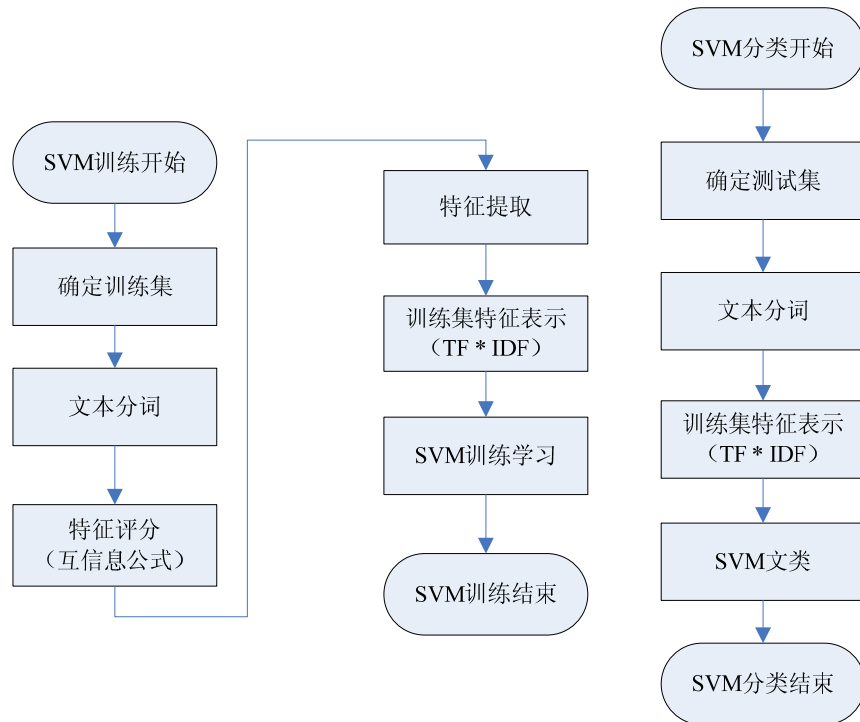 SVM训练开始
确定训练集
文本分词
特征评分
（互信息公式）
特征提取
训练集特征表示
（TF * IDF）
SVM训练学习
SVM训练结束
SVM分类开始
确定测试集
文本分词
训练集特征表示
（TF * IDF）
SVM文类
SVM分类结束